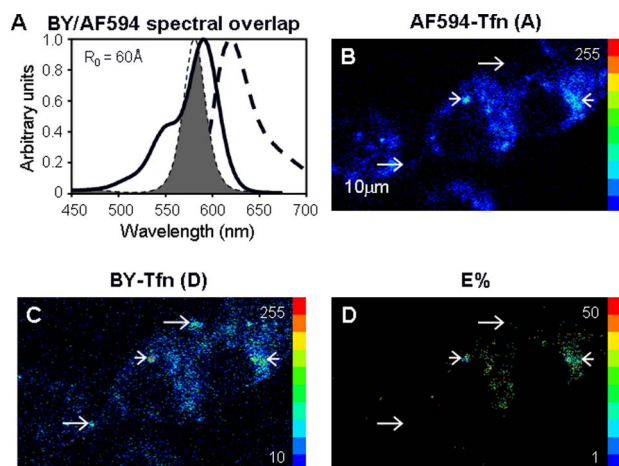 A
BY/AF594 spectral overlap
R0 = 60Å
Arbitrary units
1.0
0.8
0.6
0.4
0.2
0
450 500 550 600 650 700
Wavelength (nm)
AF594-Tfn (A)
B
255
10μm
1
BY-Tfn (D)
C
255
10
E%
D
50
1